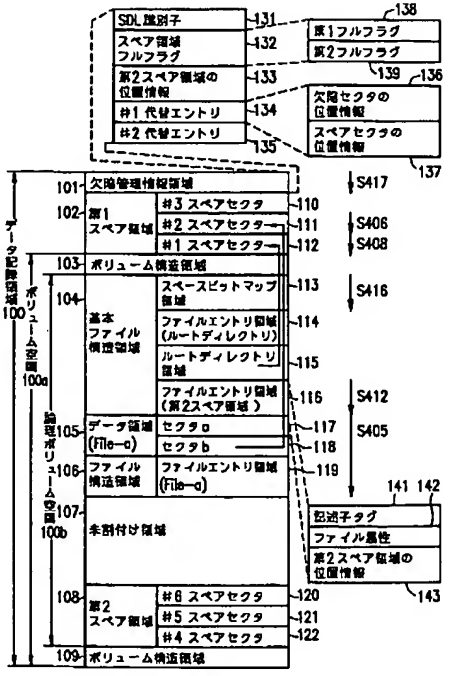 SDL識別子
131
スペア領域
フルフラグ
132
第2スペア領域の
位置情報
133
#1 代替エントリ
134
#2 代替エントリ
135
138
第1フルフラグ
第2フルフラグ
139
136
欠陥セクタの
位置情報
スペアセクタの
位置情報
137
101
欠陥管理情報領域
S417
102
第1
スペア領域
#3 スペアセクタ
110
#2 スペアセクタ
111
S406
#1 スペアセクタ
112
S408
103
ボリューム構造領域
104
基本
ファイル
構造領域
スペースビットマップ
領域
113
S416
ファイルエントリ領域
(ルートディレクトリ)
114
ルートディレクトリ
領域
115
ファイルエントリ領域
(第2スペア領域)
116
S412
105
データ領域
(File-a)
セクタa
117
セクタb
118
S405
106
ファイル
構造領域
ファイルエントリ領域
(File-a)
119
107
未割付け領域
141
142
記述子タグ
ファイル属性
第2スペア領域の
位置情報
143
108
第2
スペア領域
#6 スペアセクタ
120
#5 スペアセクタ
121
#4 スペアセクタ
122
109
ボリューム構造領域
データ記録領域 100
ボリューム空間 100a
論理ボリューム空間 100b